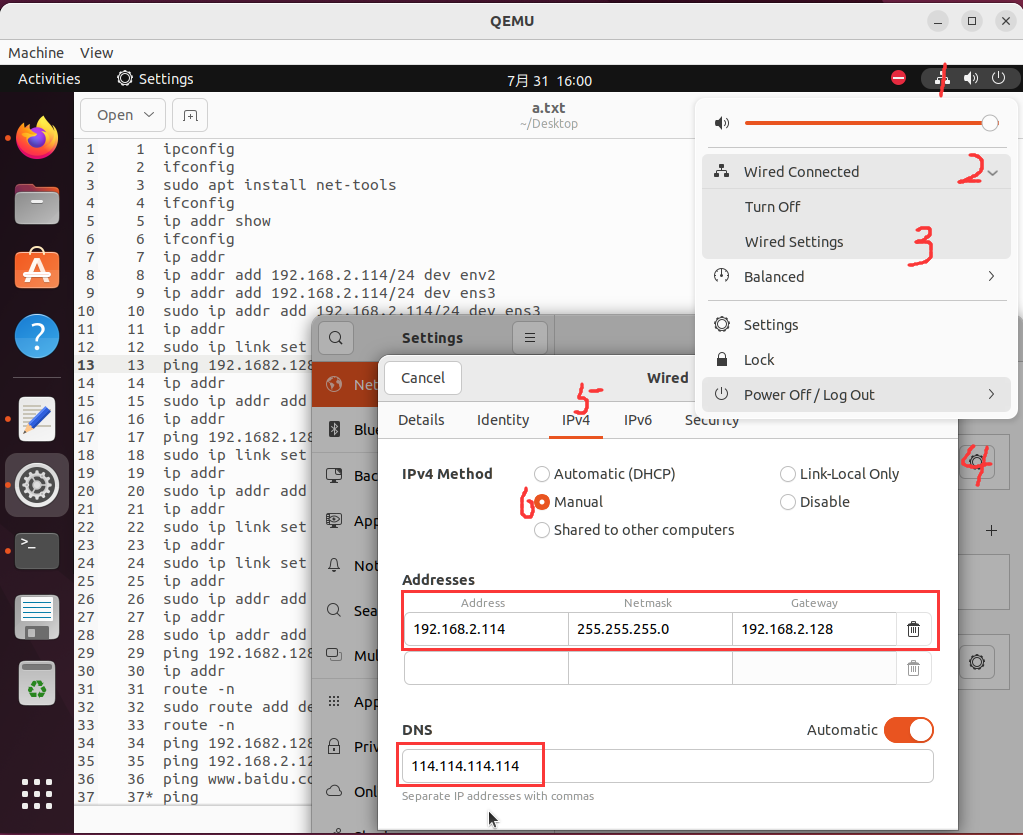 QEMU
Machine View
Activities Settings 7月 31 16:00 1
Open a.txt
~/Desktop
1 1 ipconfig
2 2 ifconfig
3 3 sudo apt install net-tools
4 4 ifconfig
5 5 ip addr show
6 6 ifconfig
7 7 ip addr
8 8 ip addr add 192.168.2.114/24 dev env2
9 9 ip addr add 192.168.2.114/24 dev ens3
10 10 sudo ip addr add 192.168.2.114/24 dev ens3
11 11 ip addr
12 12 sudo ip link set
13 13 ping 192.1682.128
14 14 ip addr
15 15 sudo ip addr add
16 16 ip addr
17 17 ping 192.1682.128
18 18 sudo ip link set
19 19 ip addr
20 20 sudo ip addr add
21 21 ip addr
22 22 sudo ip link set
23 23 ip addr
24 24 sudo ip link set
25 25 ip addr
26 26 sudo ip addr add
27 27 ip addr
28 28 sudo ip addr add
29 29 ping 192.1682.128
30 30 ip addr
31 31 route -n
32 32 sudo route add de
33 33 route -n
34 34 ping 192.1682.128
35 35 ping 192.168.2.12
36 36 ping www.baidu.co
37 37* ping
Wired Connected 2
Turn Off
Wired Settings 3
Balanced
Settings
Lock
Power Off / Log Out
Settings
Net
Blu
Bac
App
Not
Sea
Mul
App
Priv
Onl
Cancel Wired
5
Details Identity IPv4 IPv6 Security
4
IPv4 Method Automatic (DHCP) Link-Local Only
6 Manual Disable
Shared to other computers
Addresses
Address Netmask Gateway
192.168.2.114 255.255.255.0 192.168.2.128
DNS Automatic
114.114.114.114
Separate IP addresses with commas